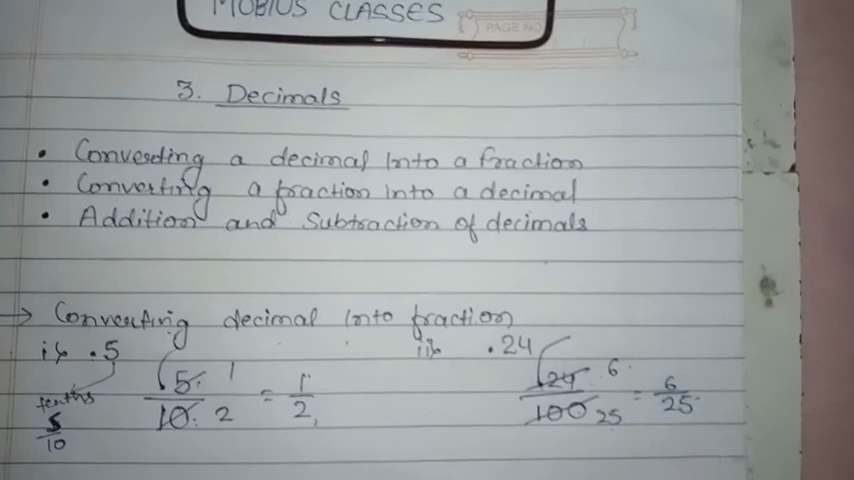 MOBIUS CLASSES
PAGE NO
3. Decimals
• Converting a decimal into a fraction
• Converting a fraction into a decimal
• Addition and Subtraction of decimals
→ Converting decimal into fraction
i) .5 ii) .24
tenths
5/10
5/10 1 2 = 1/2
24/100 6 25 = 6/25